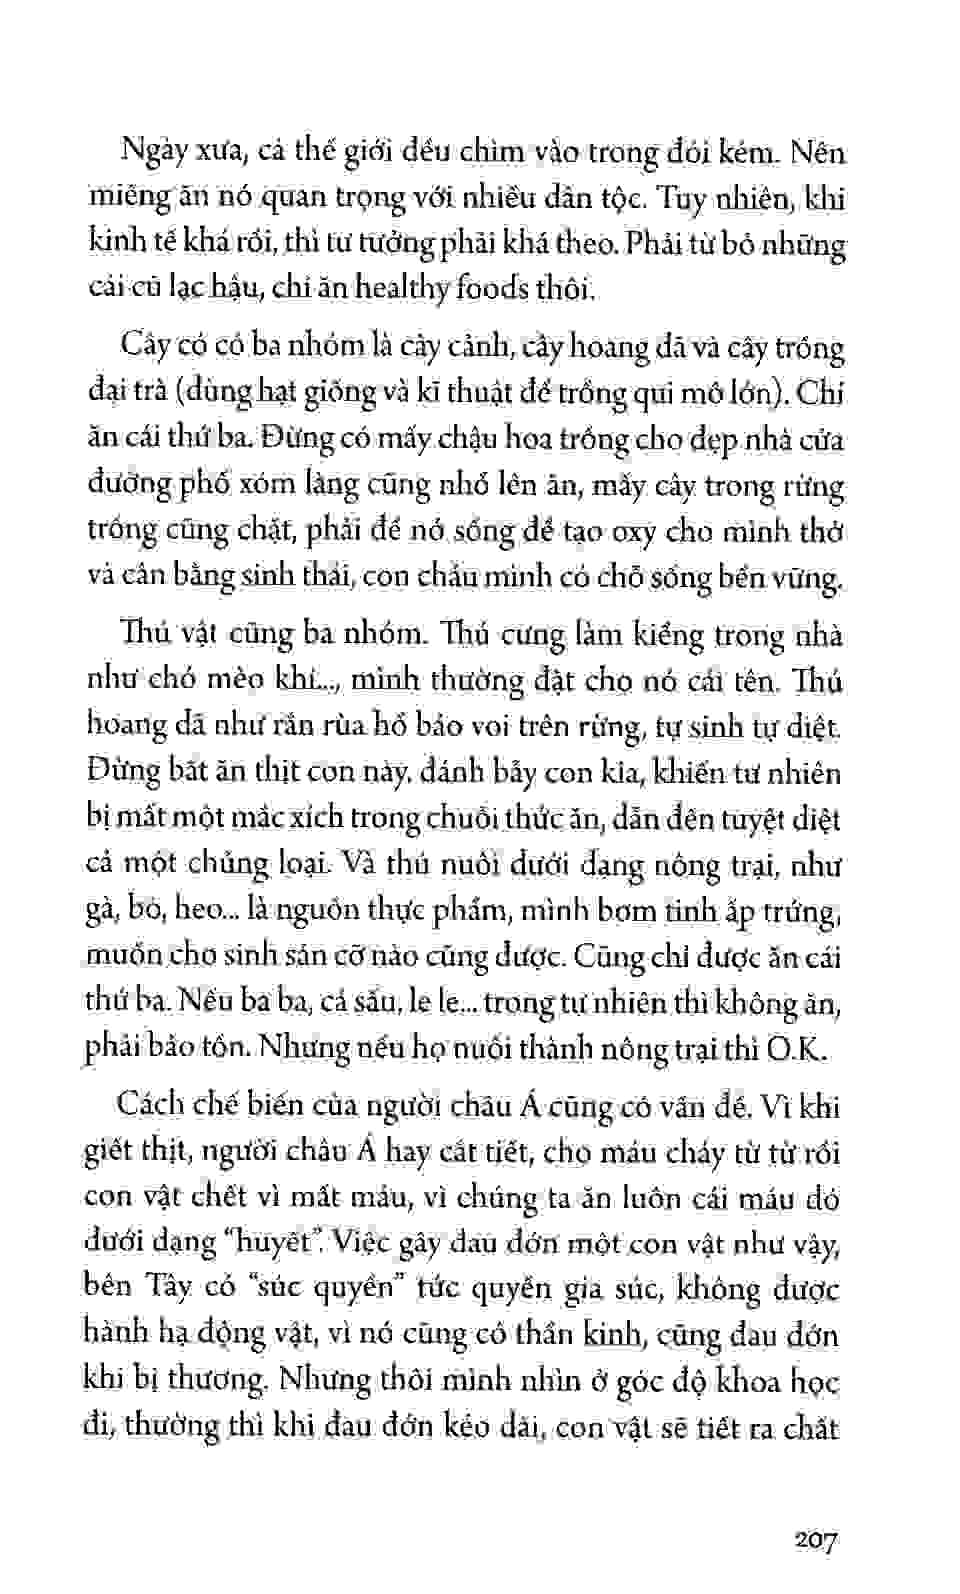 Ngày xưa, cả thế giới đều chìm vào trong đói kém. Nên
miếng ăn nó quan trọng với nhiều dân tộc. Tuy nhiên, khi
kinh tế khá rồi, thì tư tưởng phải khá theo. Phải từ bỏ những
cái cũ lạc hậu, chỉ ăn healthy foods thôi.
Cây cỏ có ba nhóm là cây cảnh, cây hoang dã và cây trồng
đại trà (dùng hạt giống và kĩ thuật để trồng qui mô lớn). Chỉ
ăn cái thứ ba. Đừng có mấy chậu hoa trồng cho đẹp nhà cửa
đường phố xóm làng cũng nhổ lên ăn, mấy cây trong rừng
trồng cũng chặt, phải để nó sống để tạo oxy cho mình thở
và cân bằng sinh thái, con cháu mình có chỗ sống bền vững.
Thú vật cũng ba nhóm. Thú cưng làm kiểng trong nhà
như chó mèo khỉ..., mình thường đặt cho nó cái tên. Thú
hoang dã như rắn rùa hổ báo voi trên rừng, tự sinh tự diệt.
Đừng bắt ăn thịt con này, đánh bẫy con kia, khiến tự nhiên
bị mất một mắc xích trong chuỗi thức ăn, dẫn đến tuyệt diệt
cả một chủng loại. Và thú nuôi dưới dạng nông trại, như
gà, bò, heo... là nguồn thực phẩm, mình bơm tinh ấp trứng,
muốn cho sinh sản cỡ nào cũng được. Cũng chỉ được ăn cái
thứ ba. Nếu ba ba, cá sấu, le le... trong tự nhiên thì không ăn,
phải bảo tồn. Nhưng nếu họ nuôi thành nông trại thì O.K.
Cách chế biến của người châu Á cũng có vấn đề. Vì khi
giết thịt, người châu Á hay cắt tiết, cho máu chảy từ từ rồi
con vật chết vì mất máu, vì chúng ta ăn luôn cái máu đó
dưới dạng “huyết”. Việc gây đau đớn một con vật như vậy,
bên Tây có “súc quyền” tức quyền gia súc, không được
hành hạ động vật, vì nó cũng có thần kinh, cũng đau đớn
khi bị thương. Nhưng thôi mình nhìn ở góc độ khoa học
đi, thường thì khi đau đớn kéo dài, con vật sẽ tiết ra chất
207